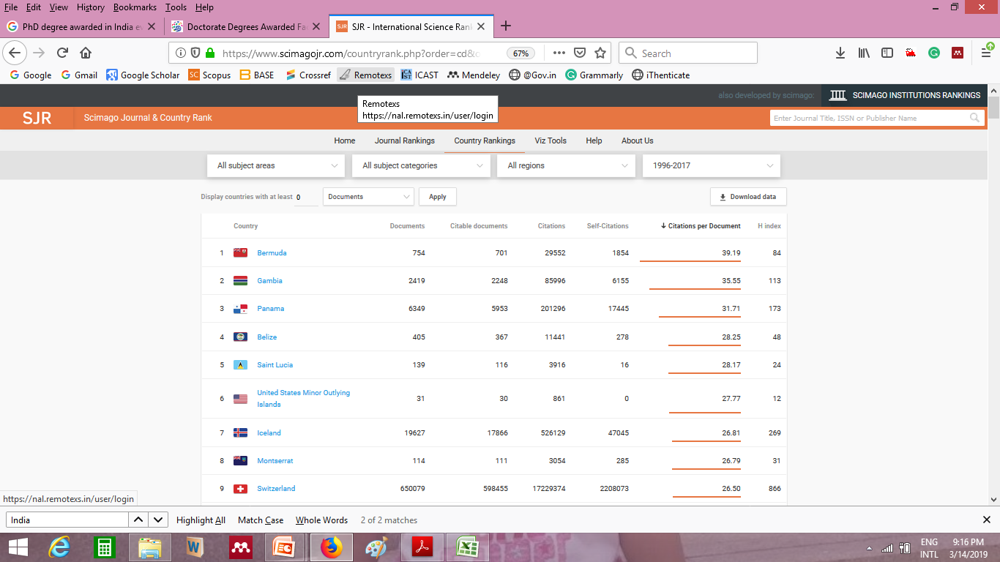 File Edit View History Bookmarks Tools Help
PhD degree awarded in India ev
Doctorate Degrees Awarded Fa
SJR - International Science Rank
https://www.scimagojr.com/countryrank.php?order=cd&o
67%
Search
Google Gmail Google Scholar Scopus BASE Crossref Remotexs ICAST Mendeley @Gov.in Grammarly iThenticate
Remotexs
https://nal.remotexs.in/user/login
also developed by scimago: SCIMAGO INSTITUTIONS RANKINGS
SJR Scimago Journal & Country Rank
Enter Journal Title, ISSN or Publisher Name
Home Journal Rankings Country Rankings Viz Tools Help About Us
All subject areas All subject categories All regions 1996-2017
Display countries with at least 0 Documents Apply Download data
Country Documents Citable documents Citations Self-Citations Citations per Document H index
1 Bermuda 754 701 29552 1854 39.19 84
2 Gambia 2419 2248 85996 6155 35.55 113
3 Panama 6349 5953 201296 17445 31.71 173
4 Belize 405 367 11441 278 28.25 48
5 Saint Lucia 139 116 3916 16 28.17 24
6 United States Minor Outlying
Islands 31 30 861 0 27.77 12
7 Iceland 19627 17866 526129 47045 26.81 269
8 Montserrat 114 111 3054 285 26.79 31
9 Switzerland 650079 598455 17229374 2208073 26.50 866
https://nal.remotexs.in/user/login
India Highlight All Match Case Whole Words 2 of 2 matches
ENG 9:16 PM
INTL 3/14/2019